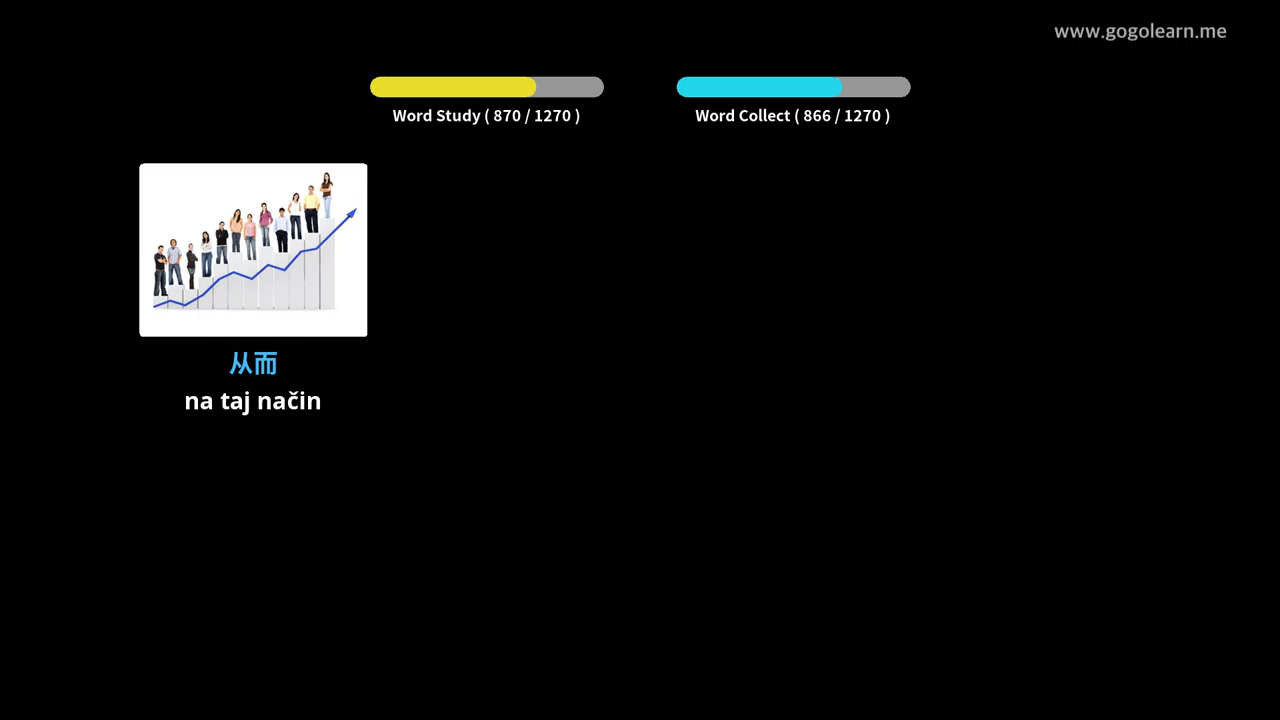 www.gogolearn.me
Word Study ( 870 / 1270 )
Word Collect ( 866 / 1270 )
从而
na taj način